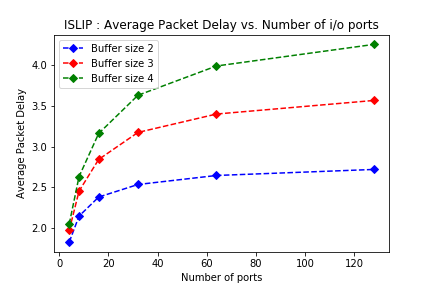 ISLIP : Average Packet Delay vs. Number of i/o ports
Buffer size 2
Buffer size 3
Buffer size 4
Average Packet Delay
4.0
3.5
3.0
2.5
2.0
0 20 40 60 80 100 120
Number of ports